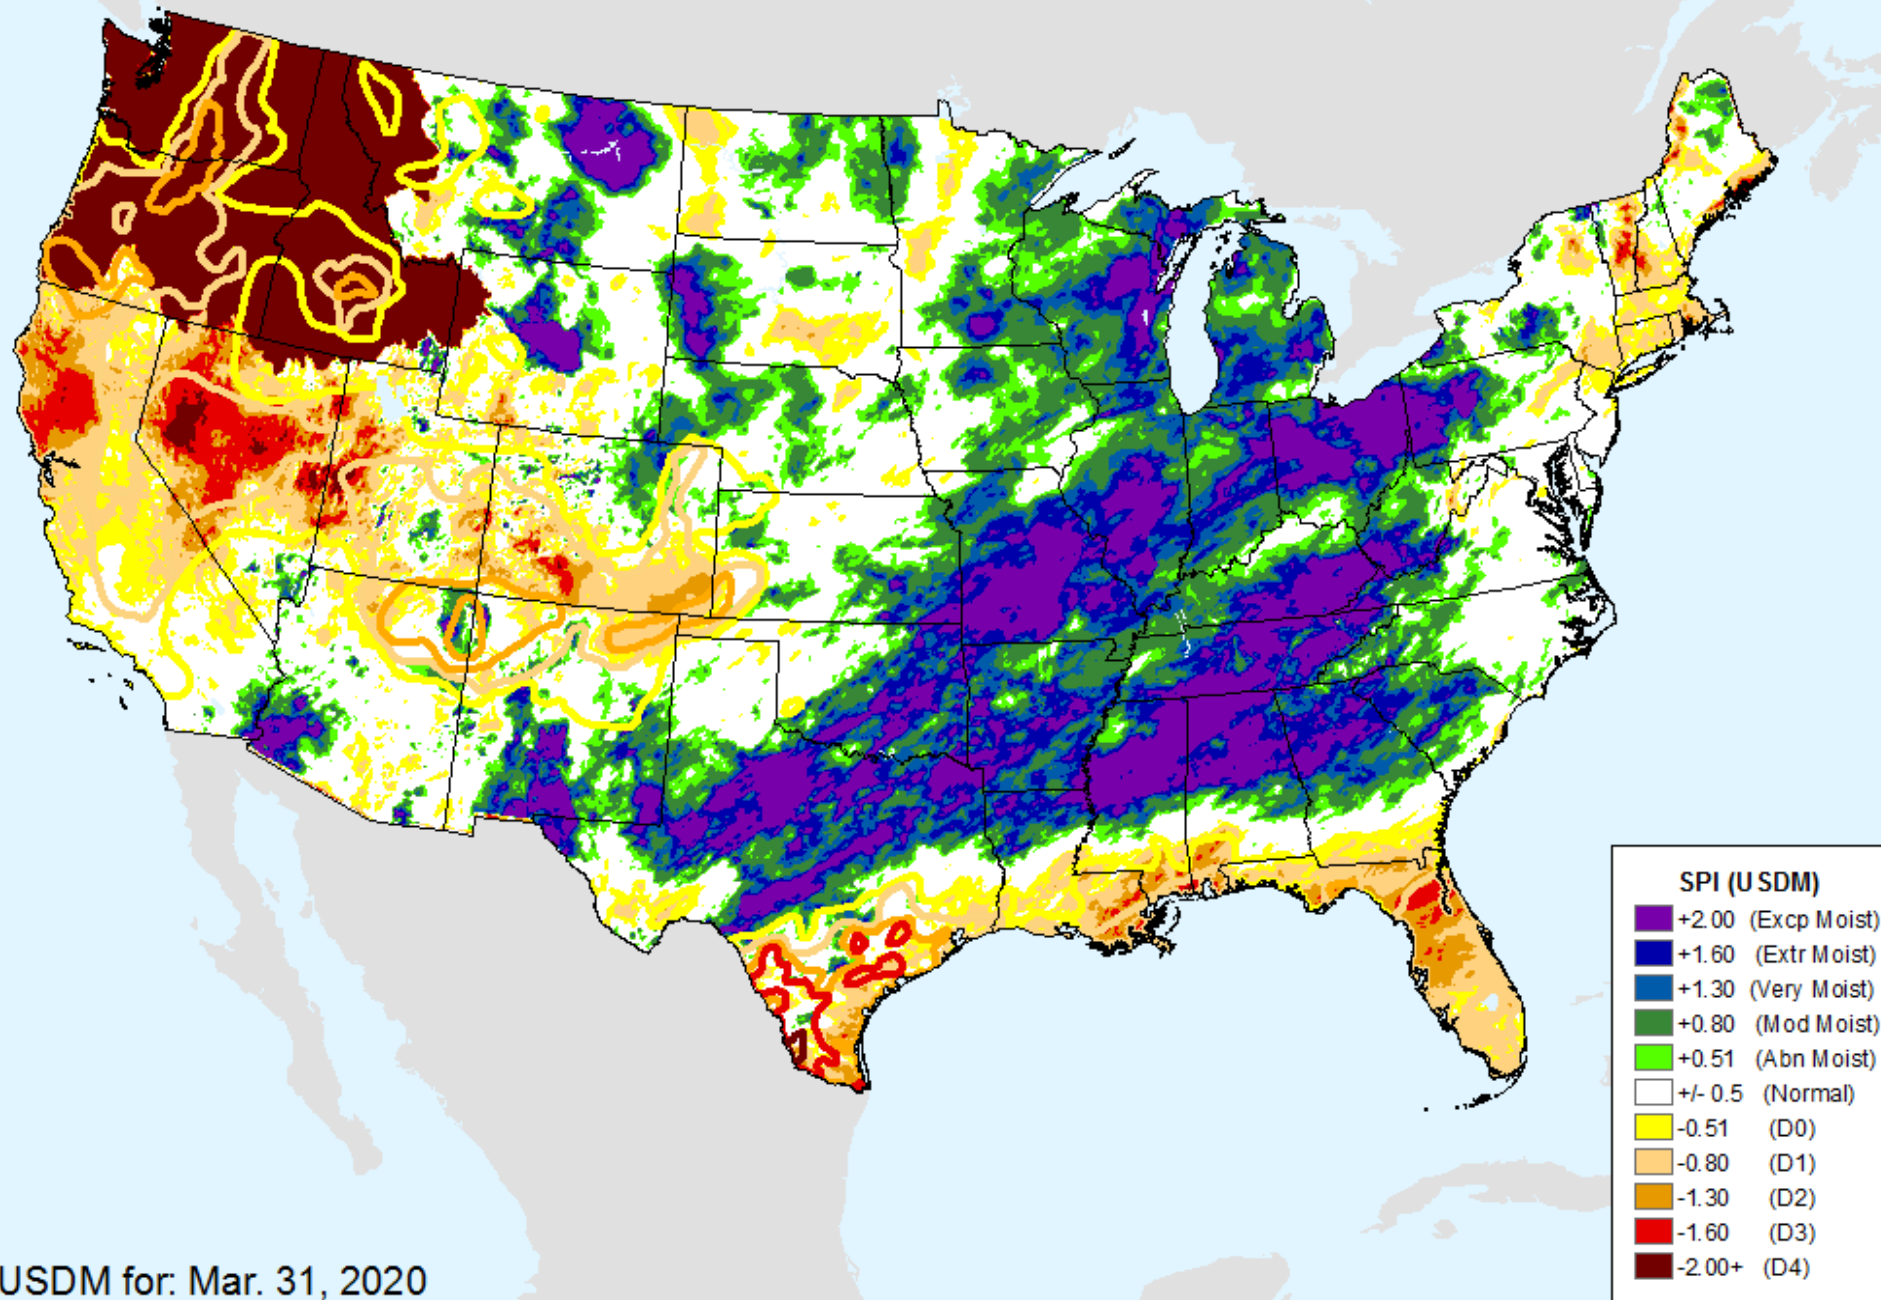 SPI (USDM)
+2.00 (Excp Moist)
+1.60 (Extr Moist)
+1.30 (Very Moist)
+0.80 (Mod Moist)
+0.51 (Abn Moist)
+/- 0.5 (Normal)
-0.51 (D0)
-0.80 (D1)
-1.30 (D2)
-1.60 (D3)
-2.00+ (D4)
USDM for: Mar. 31, 2020